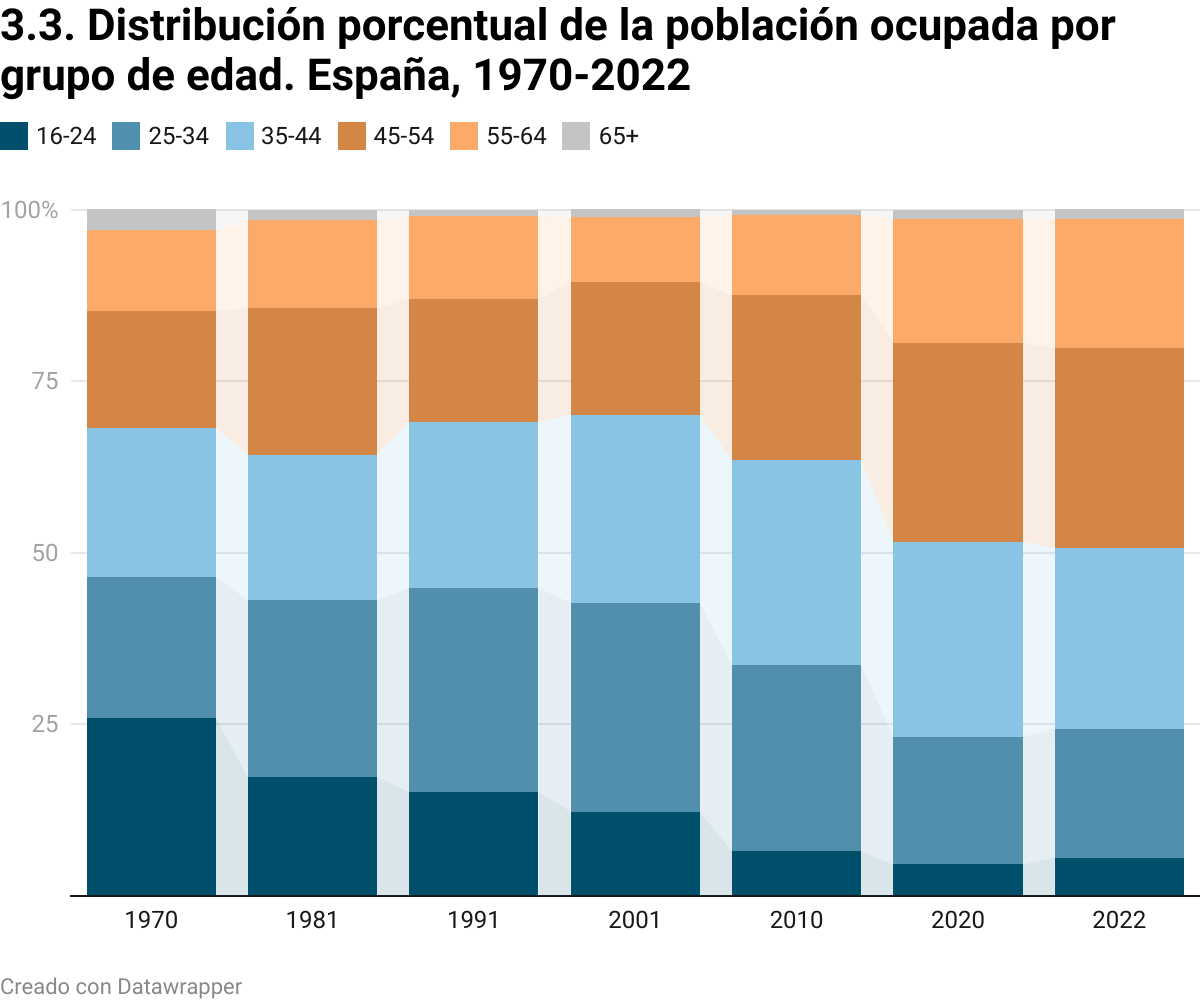 3.3. Distribución porcentual de la población ocupada por
grupo de edad. España, 1970-2022
16-24 25-34 35-44 45-54 55-64 65+
100%
75
50
25
1970 1981 1991 2001 2010 2020 2022
Creado con Datawrapper